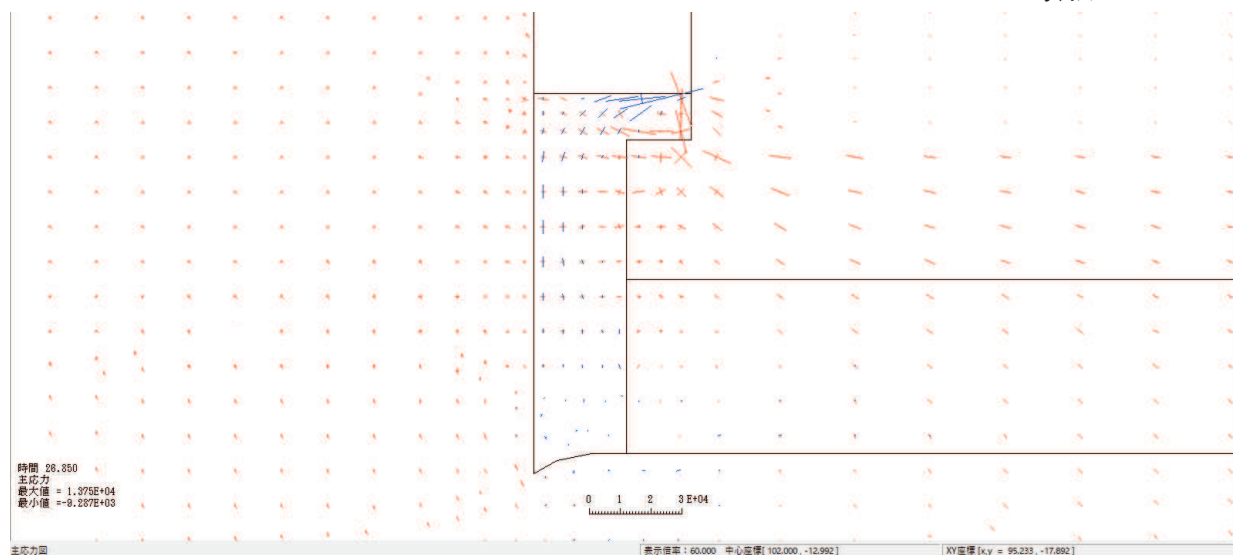 時間 26.850
主応力
最大値 = 1.375E+04
最小値 =-9.287E+03
0 1 2 3 E+04
主応力図
表示倍率 : 60.000 中心座標[ 102.000 , -12.992 ]
XY座標 [x,y = 95.233 , -17.892 ]